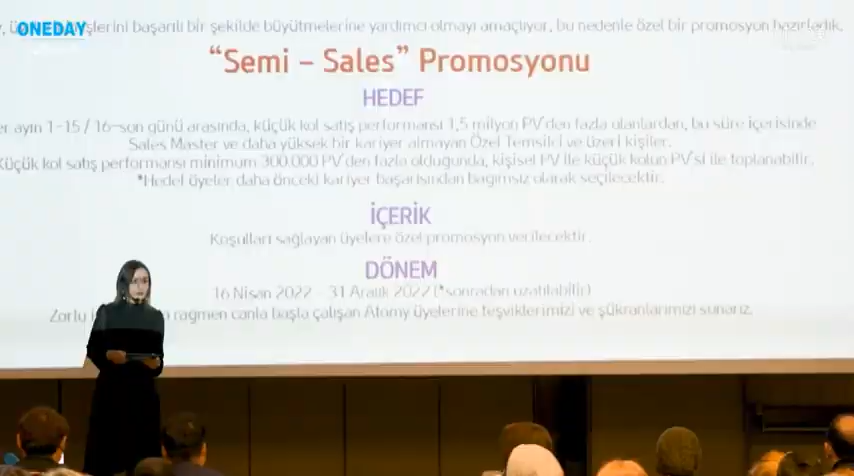 ONEDAY
işlerini başarılı bir şekilde büyütmelerine yardımcı olmayı amaçlıyor, bu nedenle özel bir promosyon hazırladık.
“Semi – Sales” Promosyonu
HEDEF
er ayın 1-15 / 16-son günü arasında, küçük kol satış performansı 1,5 milyon PV'den fazla olanlardan, bu süre içerisinde
Sales Master ve daha yüksek bir kariyer almayan Özel Temsilci ve üzeri kişiler.
Küçük kol satış performansı minimum 300.000 PV'den fazla olduğunda, kişisel PV ile küçük kolun PV'si ile toplanabilir.
*Hedef üyeler daha önceki kariyer başarısından bağımsız olarak seçilecektir.
İÇERİK
Koşulları sağlayan üyelere özel promosyon verilecektir.
DÖNEM
16 Nisan 2022 - 31 Aralık 2022 (*sonradan uzatılabilir)
Zorlu rağmen canla başla çalışan Atomy üyelerine teşviklerimizi ve şükranlarımızı sunarız.